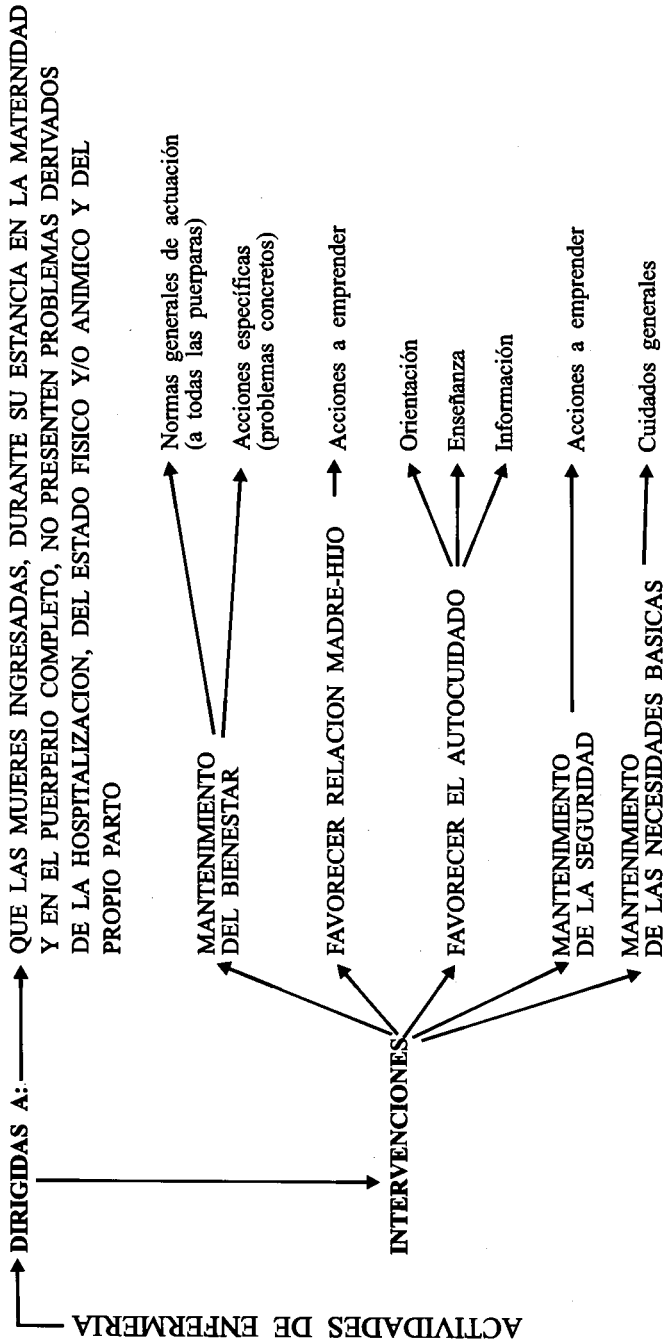 ACTIVIDADES DE ENFERMERIA
DIRIGIDAS A:
QUE LAS MUJERES INGRESADAS, DURANTE SU ESTANCIA EN LA MATERNIDAD
Y EN EL PUERPERIO COMPLETO, NO PRESENTEN PROBLEMAS DERIVADOS
DE LA HOSPITALIZACION, DEL ESTADO FISICO Y/O ANIMICO Y DEL
PROPIO PARTO
INTERVENCIONES
MANTENIMIENTO
DEL BIENESTAR
Normas generales de actuación
(a todas las puerparas)
Acciones específicas
(problemas concretos)
FAVORECER RELACION MADRE-HIJO
Acciones a emprender
FAVORECER EL AUTOCUIDADO
Orientación
Enseñanza
Información
MANTENIMIENTO
DE LA SEGURIDAD
Acciones a emprender
MANTENIMIENTO
DE LAS NECESIDADES BASICAS
Cuidados generales